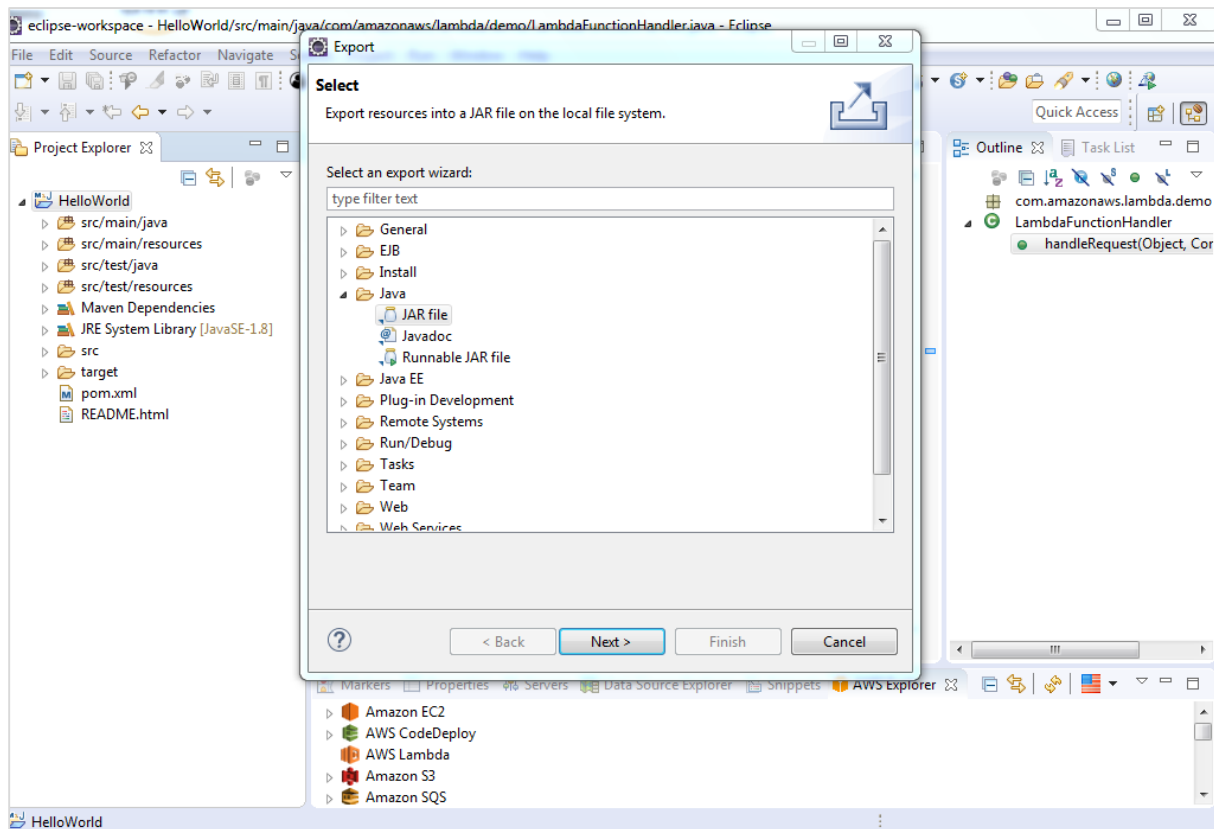 eclipse-workspace - HelloWorld/src/main/java/com/amazonaws/lambda/demo/LambdaFunctionHandler.java - Eclipse
File Edit Source Refactor Navigate
Quick Access
Project Explorer
HelloWorld
src/main/java
src/main/resources
src/test/java
src/test/resources
Maven Dependencies
JRE System Library [JavaSE-1.8]
src
target
pom.xml
README.html
Export
Select
Export resources into a JAR file on the local file system.
Select an export wizard:
type filter text
General
EJB
Install
Java
JAR file
Javadoc
Runnable JAR file
Java EE
Plug-in Development
Remote Systems
Run/Debug
Tasks
Team
Web
Web Services
< Back Next > Finish Cancel
Outline Task List
com.amazonaws.lambda.demo
LambdaFunctionHandler
handleRequest(Object, Cor
Markers Properties Servers Data Source Explorer Snippets AWS Explorer
Amazon EC2
AWS CodeDeploy
AWS Lambda
Amazon S3
Amazon SQS
HelloWorld